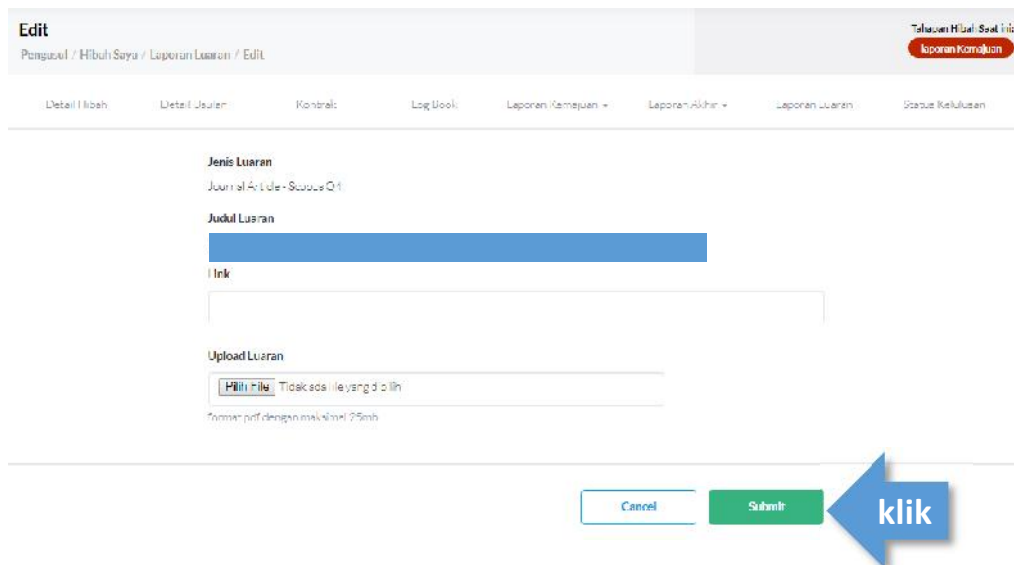 Edit
Tahapan Hibah Saat ini:
Pengusul / Hibah Saya / Laporan Luaran / Edit
laporan Kemajuan
Detail Hibah Detail Usulan Kontrak Log Book Laporan Kemajuan Laporan Akhir Laporan Luaran Status Kelulusan
Jenis Luaran
Journal Article - Scopus
Judul Luaran
Link
Upload Luaran
Pilih File Tidak ada file yang dipilih
format pdf dengan maksimal 25mb
Cancel Submit klik